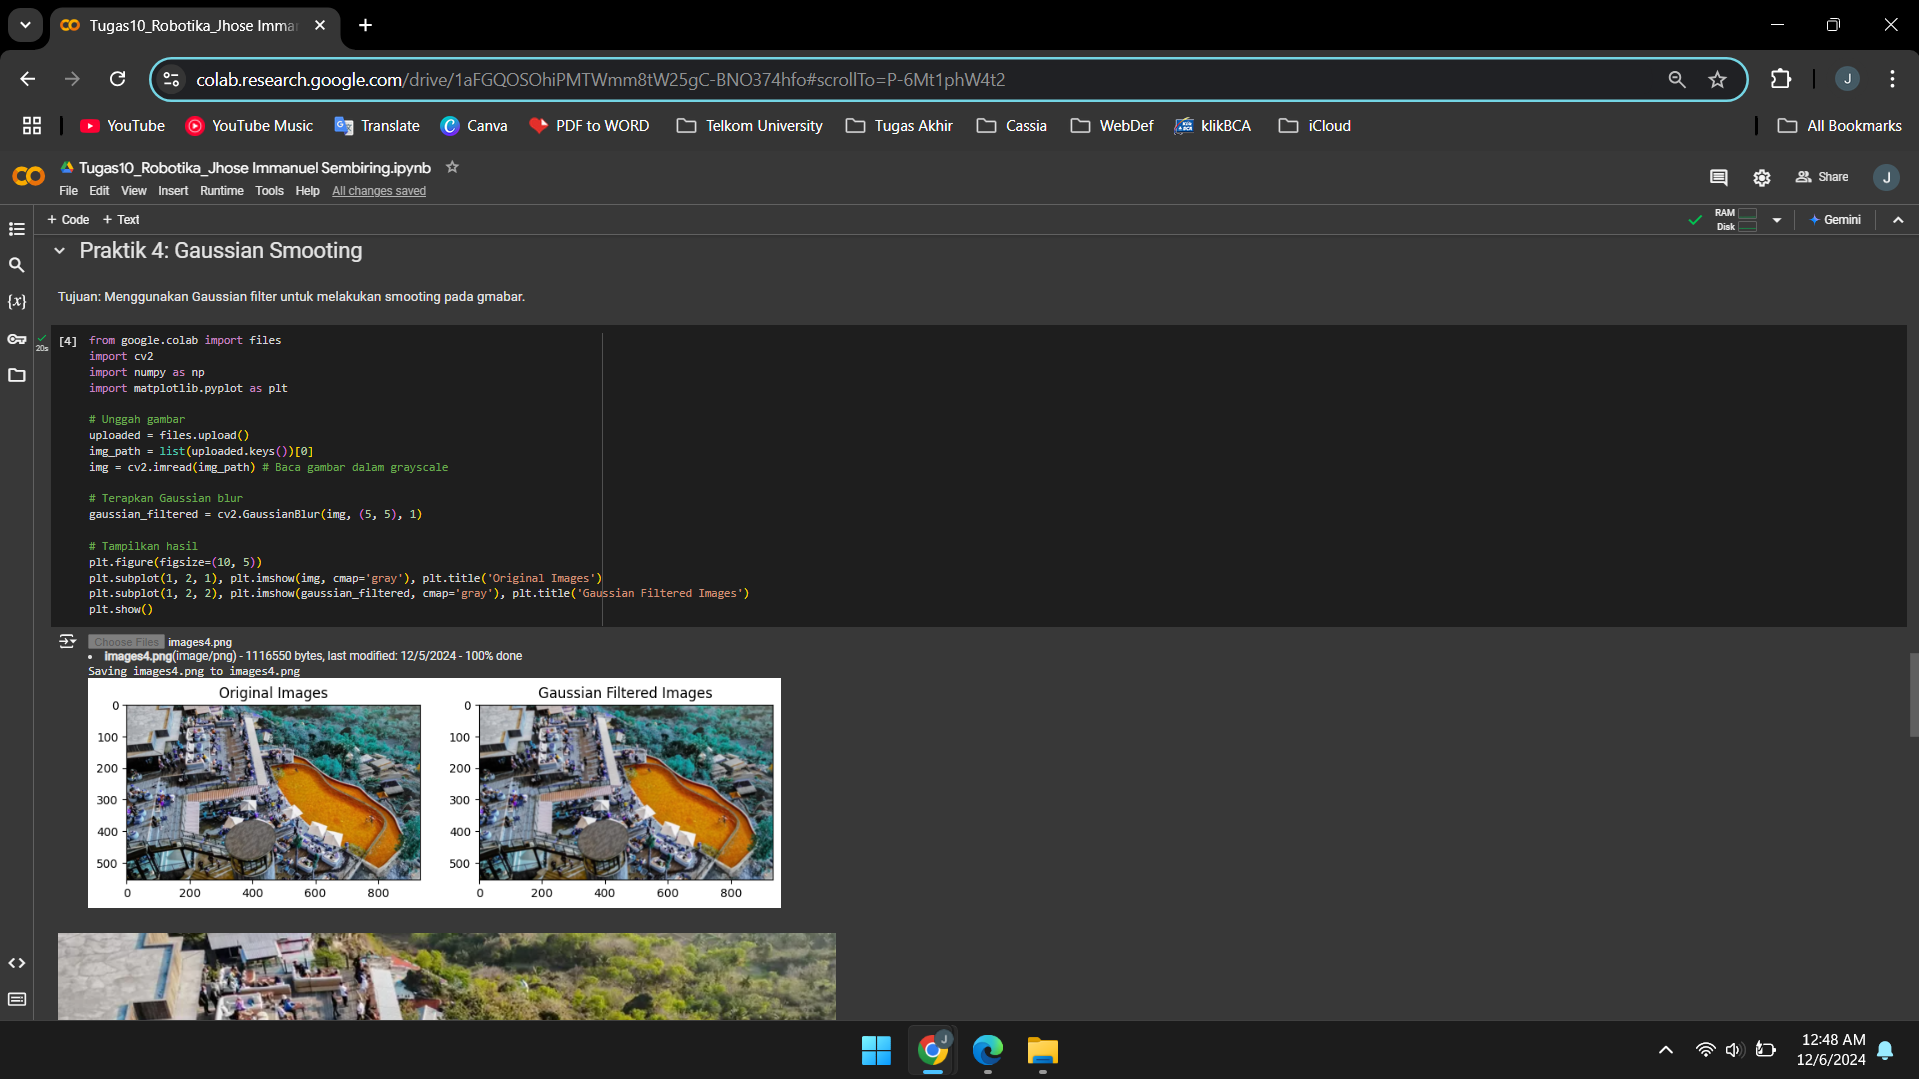 Tugas10_Robotika_Jhose Imma
colab.research.google.com/drive/1aFGQOSOhiPMTWmm8tW25gC-BNO374hfo#scrollTo=P-6Mt1phW4t2
J
YouTube
YouTube Music
Translate
Canva
PDF to WORD
Telkom University
Tugas Akhir
Cassia
WebDef
klikBCA
iCloud
All Bookmarks
Tugas10_Robotika_Jhose Immanuel Sembiring.ipynb
Share
J
File Edit View Insert Runtime Tools Help All changes saved
+ Code + Text
RAM
Disk
Gemini
Praktik 4: Gaussian Smooting
Tujuan: Menggunakan Gaussian filter untuk melakukan smooting pada gmabar.
20s
[4] from google.colab import files
import cv2
import numpy as np
import matplotlib.pyplot as plt
# Unggah gambar
uploaded = files.upload()
img_path = list(uploaded.keys())[0]
img = cv2.imread(img_path) # Baca gambar dalam grayscale
# Terapkan Gaussian blur
gaussian_filtered = cv2.GaussianBlur(img, (5, 5), 1)
# Tampilkan hasil
plt.figure(figsize=(10, 5))
plt.subplot(1, 2, 1), plt.imshow(img, cmap='gray'), plt.title('Original Images')
plt.subplot(1, 2, 2), plt.imshow(gaussian_filtered, cmap='gray'), plt.title('Gaussian Filtered Images')
plt.show()
Choose Files images4.png
• images4.png(image/png) - 1116550 bytes, last modified: 12/5/2024 - 100% done
Saving images4.png to images4.png
Original Images
0
100
200
300
400
500
0 200 400 600 800
Gaussian Filtered Images
0
100
200
300
400
500
0 200 400 600 800
12:48 AM
12/6/2024